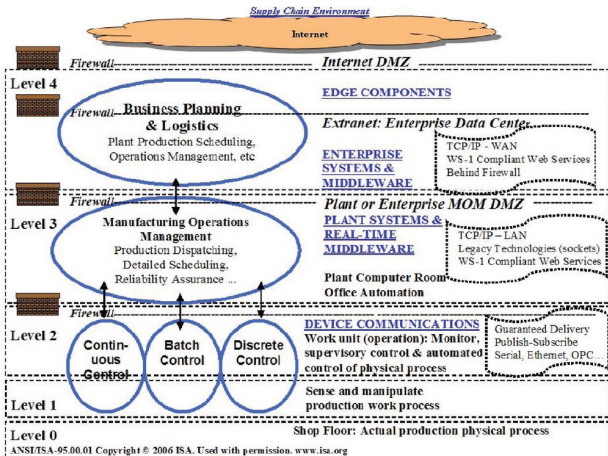 Supply Chain Environment
Internet
Firewall
Internet DMZ
Level 4
EDGE COMPONENTS
Firewall
Business Planning
& Logistics
Plant Production Scheduling,
Operations Management, etc
Extranet: Enterprise Data Center
ENTERPRISE
SYSTEMS &
MIDDLEWARE
TCP/IP - WAN
WS-1 Compliant Web Services
Behind Firewall
Firewall
Plant or Enterprise MOM DMZ
Level 3
Manufacturing Operations
Management
Production Dispatching,
Detailed Scheduling,
Reliability Assurance ...
PLANT SYSTEMS &
REAL-TIME
MIDDLEWARE
TCP/IP – LAN
Legacy Technologies (sockets)
WS-1 Compliant Web Services
Plant Computer Room
Office Automation
Firewall
Level 2
Contin-
uous
Control
Batch
Control
Discrete
Control
DEVICE COMMUNICATIONS
Work unit (operation): Monitor,
supervisory control & automated
control of physical process
Guaranteed Delivery
Publish-Subscribe
Serial, Ethernet, OPC...
Level 1
Sense and manipulate
production work process
Level 0
Shop Floor: Actual production physical process
ANSI/ISA-95.00.01 Copyright © 2006 ISA. Used with permission. www.isa.org